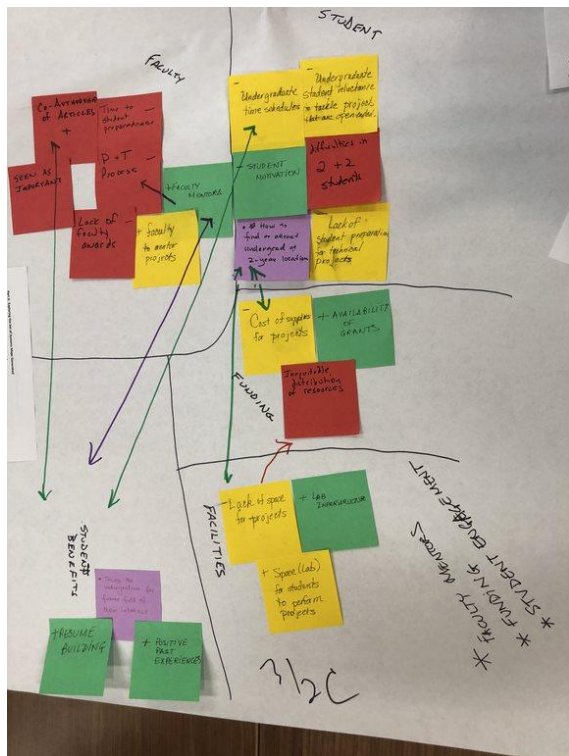 STUDENT
FACULTY
Co-Authorship
of Articles
+
Time to -
student
preparedness
SEEN AS
IMPORTANT
P + T -
Process
+ FACULTY
MENTORS
Lack of -
faculty
awards
+ faculty
to mentor
projects
-
Undergraduate
time schedules
-
Undergraduate
student reluctance
to tackle project
that are open-ended
- STUDENT
MOTIVATION
difficulties in
2 + 2
students
How to
find or
undergrad at
2-year location
Lack of
student preparation
for technical
projects
-
Cost of supplies
for projects
+ AVAILABILITY
OF
GRANTS
FUNDING
Inequitable
distribution
of resources
FACILITIES
- Lack of space
for projects
+ LAB
INFRASTRUCTURE
+ Space (Lab)
for students
to perform
projects
STUDENT
BENEFITS
+ RESUME
BUILDING
+ POSITIVE
PAST
EXPERIENCES
* FACULTY MENTORS
* FUNDING
* STUDENT ENGAGEMENT
3/2C